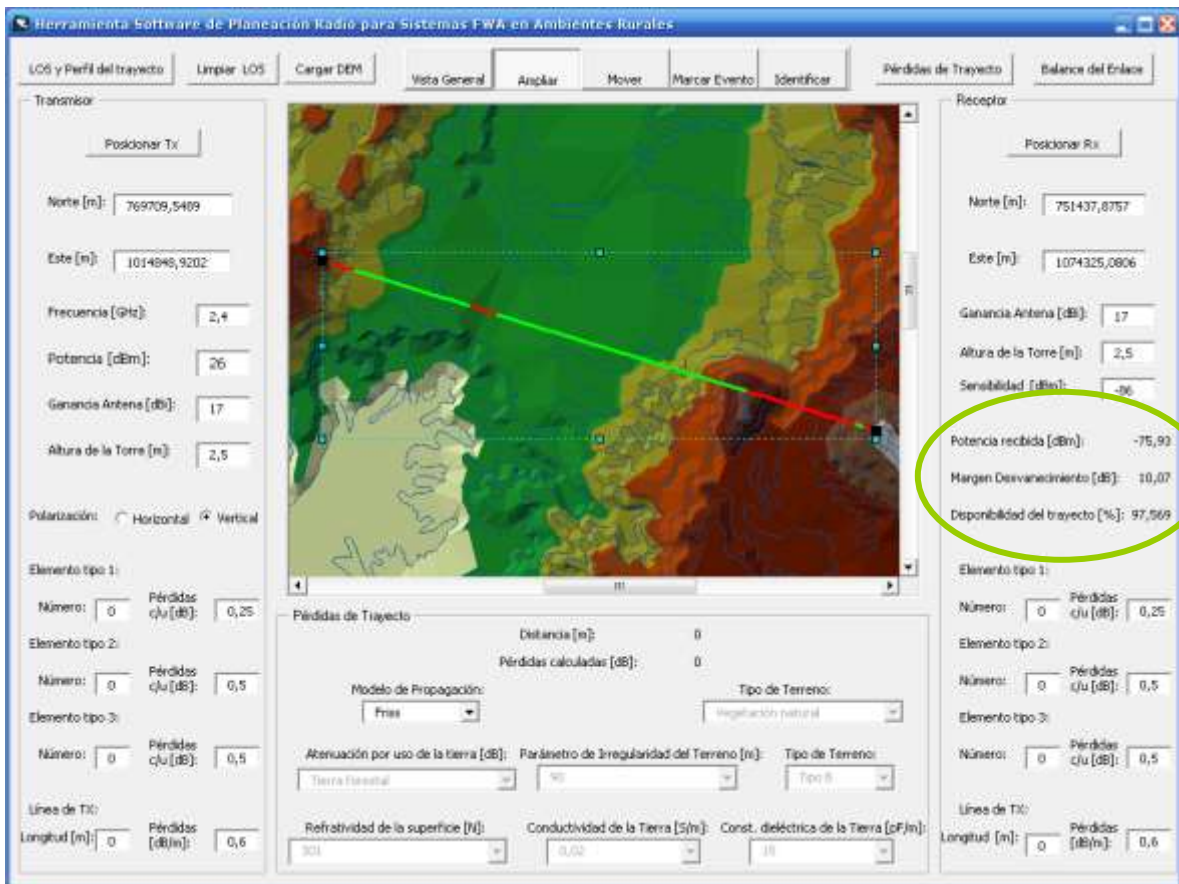 Herramienta Software de Planeación Radio para Sistemas FWA en Ambientes Rurales
LOS y Perfil del trayecto
Limpiar LOS
Cargar DEM
Vista General
Ampliar
Mover
Marcar Evento
Identificar
Pérdidas de Trayecto
Balance del Enlace
Transmisor
Posicionar Tx
Norte [m]: 769709,5489
Este [m]: 1014848,9202
Frecuencia [GHz]: 2,4
Potencia [dBm]: 26
Ganancia Antena [dBi]: 17
Altura de la Torre [m]: 2,5
Polarización: Horizontal Vertical
Elemento tipo 1:
Número: 0 Pérdidas c/u [dB]: 0,25
Elemento tipo 2:
Número: 0 Pérdidas c/u [dB]: 0,5
Elemento tipo 3:
Número: 0 Pérdidas c/u [dB]: 0,5
Línea de TX:
Longitud [m]: 0 Pérdidas [dB/m]: 0,6
Pérdidas de Trayecto
Distancia [m]: 0
Pérdidas calculadas [dB]: 0
Modelo de Propagación:
Friss
Tipo de Terreno:
Vegetación natural
Atenuación por uso de la tierra [dB]:
Tierra Forestal
Parámetro de Irregularidad del Terreno [m]:
90
Tipo de Terreno:
Tipo B
Refratividad de la superficie [N]:
301
Conductividad de la Tierra [S/m]:
0,02
Const. dieléctrica de la Tierra [pF/m]:
15
Receptor
Posicionar Rx
Norte [m]: 751437,8757
Este [m]: 1074325,0806
Ganancia Antena [dBi]: 17
Altura de la Torre [m]: 2,5
Sensibilidad [dBm]: -86
Potencia recibida [dBm]: -75,93
Margen Desvanecimiento [dB]: 10,07
Disponibilidad del trayecto [%]: 97,569
Elemento tipo 1:
Número: 0 Pérdidas c/u [dB]: 0,25
Elemento tipo 2:
Número: 0 Pérdidas c/u [dB]: 0,5
Elemento tipo 3:
Número: 0 Pérdidas c/u [dB]: 0,5
Línea de TX:
Longitud [m]: 0 Pérdidas [dB/m]: 0,6